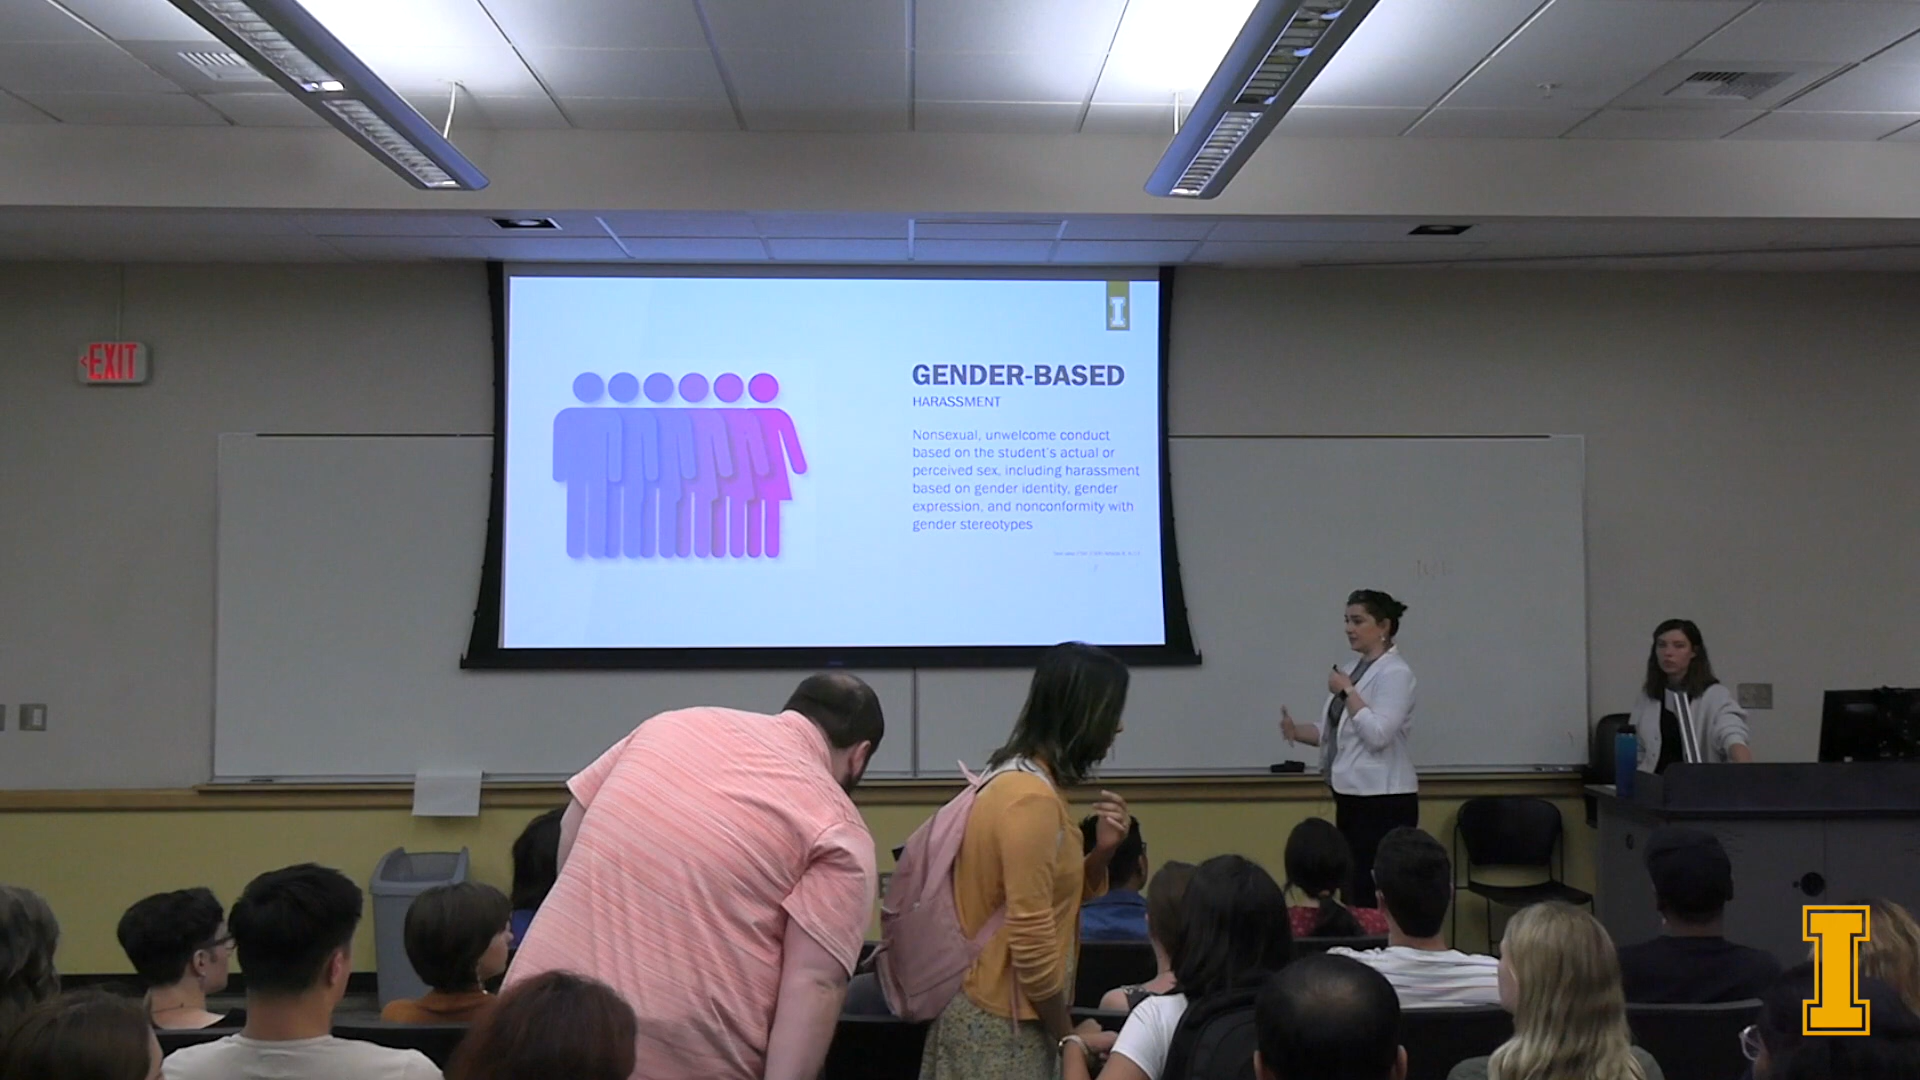 EXIT
I
GENDER-BASED
HARASSMENT
Nonsexual, unwelcome conduct
based on the student's actual or
perceived sex, including harassment
based on gender identity, gender
expression, and nonconformity with
gender stereotypes
I